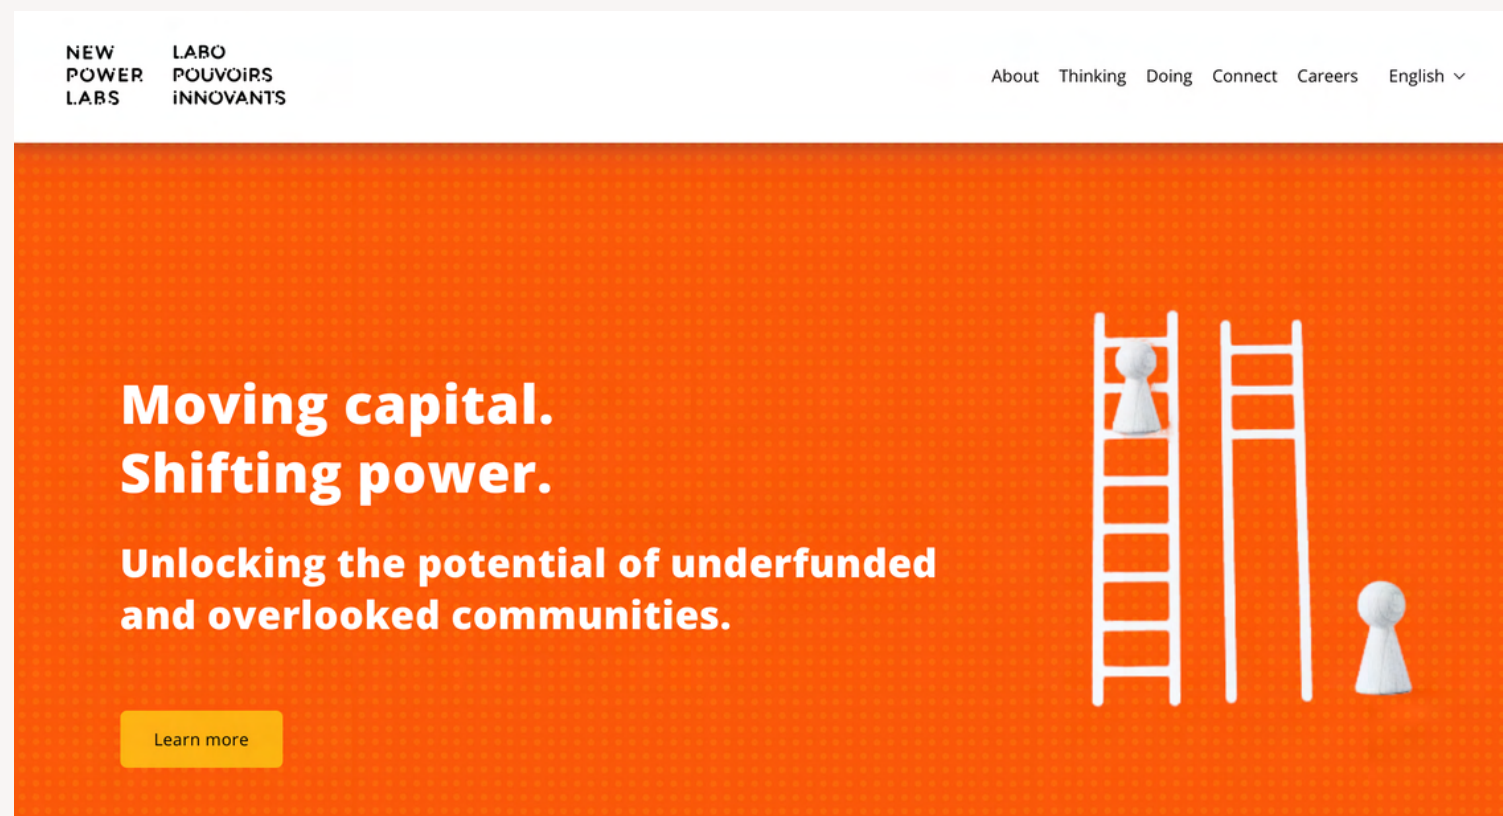 NEW
POWER
LABS
LABO
POUVOiRS
iNNOVANTS
About Thinking Doing Connect Careers English
Moving capital.
Shifting power.
Unlocking the potential of underfunded
and overlooked communities.
Learn more